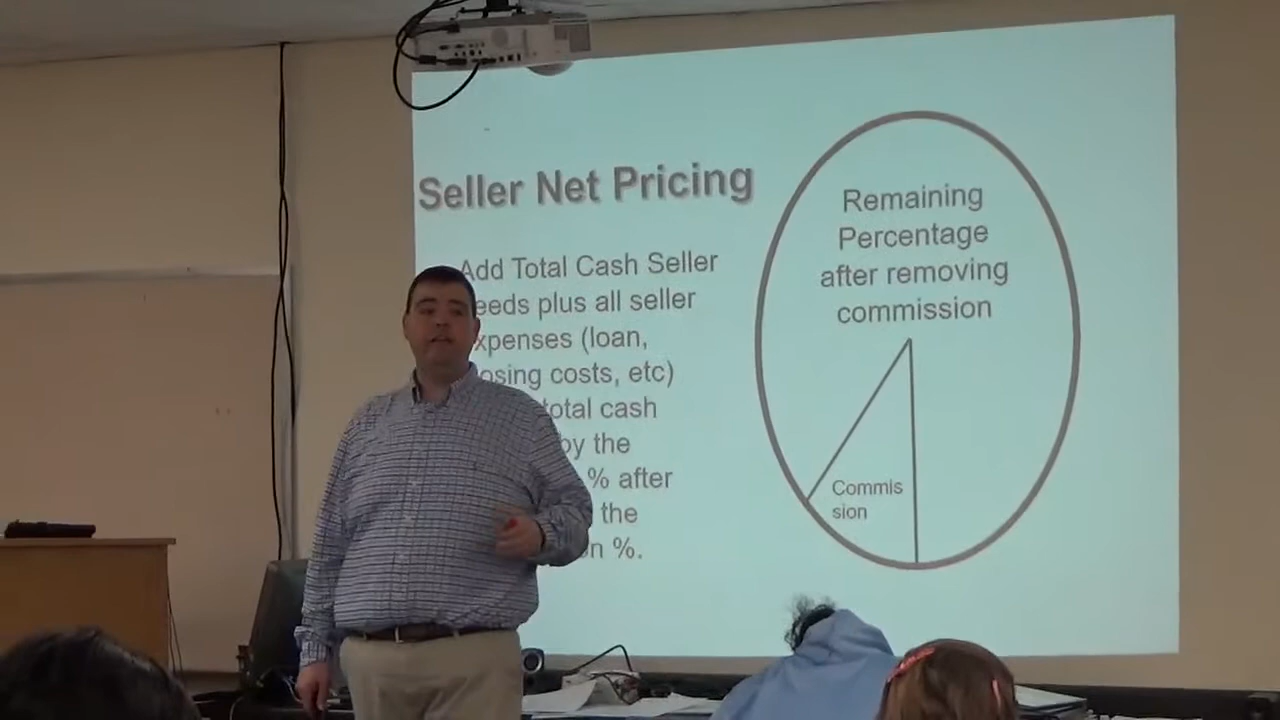 Seller Net Pricing
Add Total Cash Seller
eeds plus all seller
xpenses (loan,
osing costs, etc)
total cash
by the
% after
the
on %.
Remaining
Percentage
after removing
commission
Commis
sion